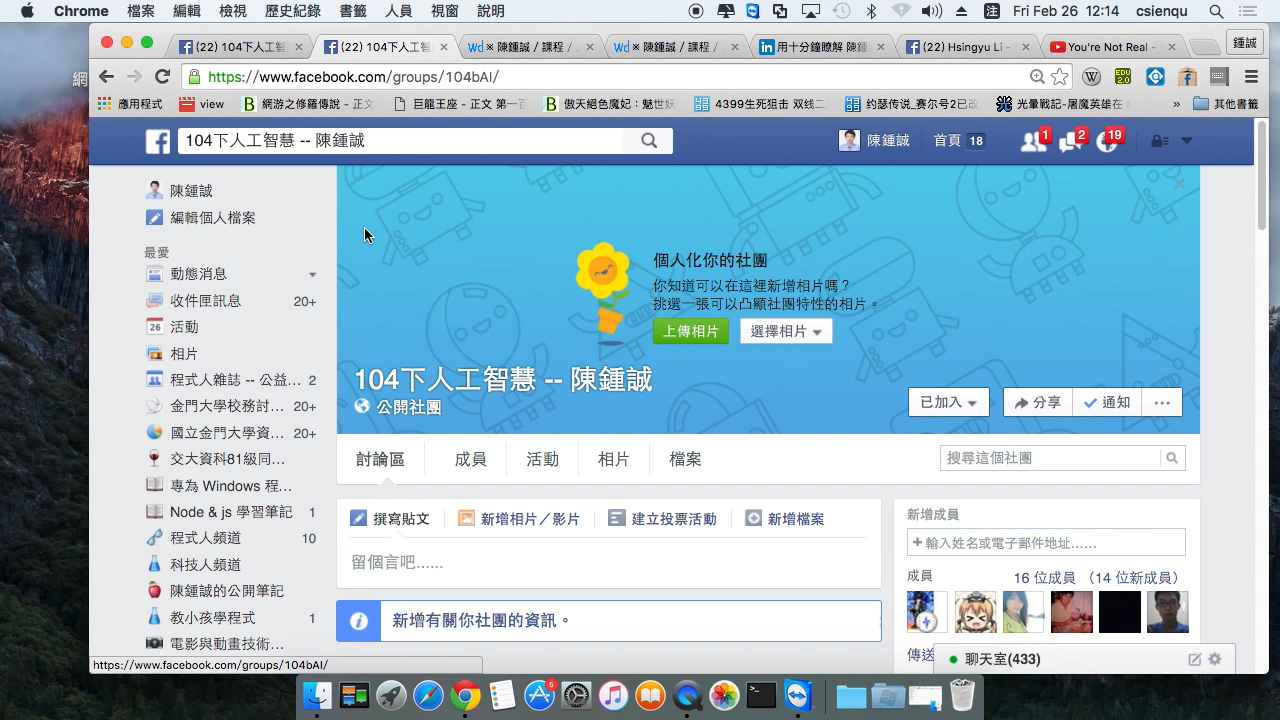 Chrome 檔案 編輯 檢視 歷史紀錄 書籤 人員 視窗 說明
注 Fri Feb 26 12:14 csienqu
(22) 104下人工智 (22) 104下人工智慧 Wd ※ 陳鍾誠 / 課程 / Wd ※ 陳鍾誠 / 課程 / 用十分鐘瞭解 陳鍾 (22) Hsingyu Li - You're Not Real - 鍾誠
https://www.facebook.com/groups/104bAI/
應用程式 view 網游之修羅傳說 - 正文 巨龍王座 - 正文 第一百 傲天絕色魔妃：魅世妖 4399生死狙击 双线二 约瑟传说_赛尔号2已改 光暈戰記-屠魔英雄在 » 其他書籤
104下人工智慧 -- 陳鍾誠
陳鍾誠 首頁 18 1 2 19
陳鍾誠
編輯個人檔案
最愛
動態消息
收件匣訊息 20+
26 活動
相片
程式人雜誌 -- 公益... 2
金門大學校務討... 20+
國立金門大學資... 20+
交大資科81級同...
專為 Windows 程...
Node & js 學習筆記 1
程式人頻道 10
科技人頻道
陳鍾誠的公開筆記
教小孩學程式 1
電影與動畫技術...
個人化你的社團
你知道可以在這裡新增相片嗎？
挑選一張可以凸顯社團特性的相片。
上傳相片 選擇相片
104下人工智慧 -- 陳鍾誠
公開社團
已加入 分享 通知 ...
討論區 成員 活動 相片 檔案
搜尋這個社團
撰寫貼文 新增相片／影片 建立投票活動 新增檔案
留個言吧......
新增有關你社團的資訊。
新增成員
+ 輸入姓名或電子郵件地址......
成員 16 位成員 （14 位新成員）
傳送
聊天室(433)
https://www.facebook.com/groups/104bAI/
6